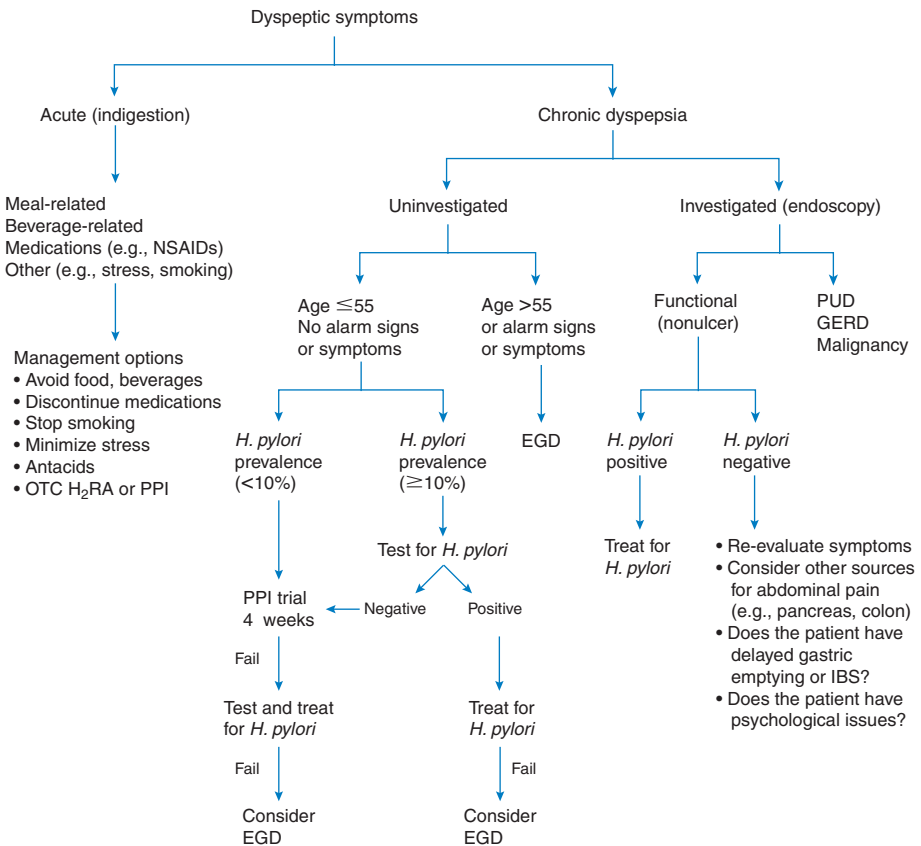 Dyspeptic symptoms
Acute (indigestion)
Chronic dyspepsia
Meal-related
Beverage-related
Medications (e.g., NSAIDs)
Other (e.g., stress, smoking)
Uninvestigated
Investigated (endoscopy)
Age ≦55
No alarm signs
or symptoms
Age >55
or alarm signs
or symptoms
Functional
(nonulcer)
PUD
GERD
Malignancy
Management options
• Avoid food, beverages
• Discontinue medications
• Stop smoking
• Minimize stress
• Antacids
• OTC H₂RA or PPI
H. pylori
prevalence
(<10%)
H. pylori
prevalence
(≧10%)
EGD
H. pylori
positive
H. pylori
negative
Test for H. pylori
Treat for
H. pylori
• Re-evaluate symptoms
• Consider other sources
for abdominal pain
(e.g., pancreas, colon)
• Does the patient have
delayed gastric
emptying or IBS?
• Does the patient have
psychological issues?
PPI trial
4 weeks
Negative
Positive
Fail
Test and treat
for H. pylori
Treat for
H. pylori
Fail
Fail
Consider
EGD
Consider
EGD